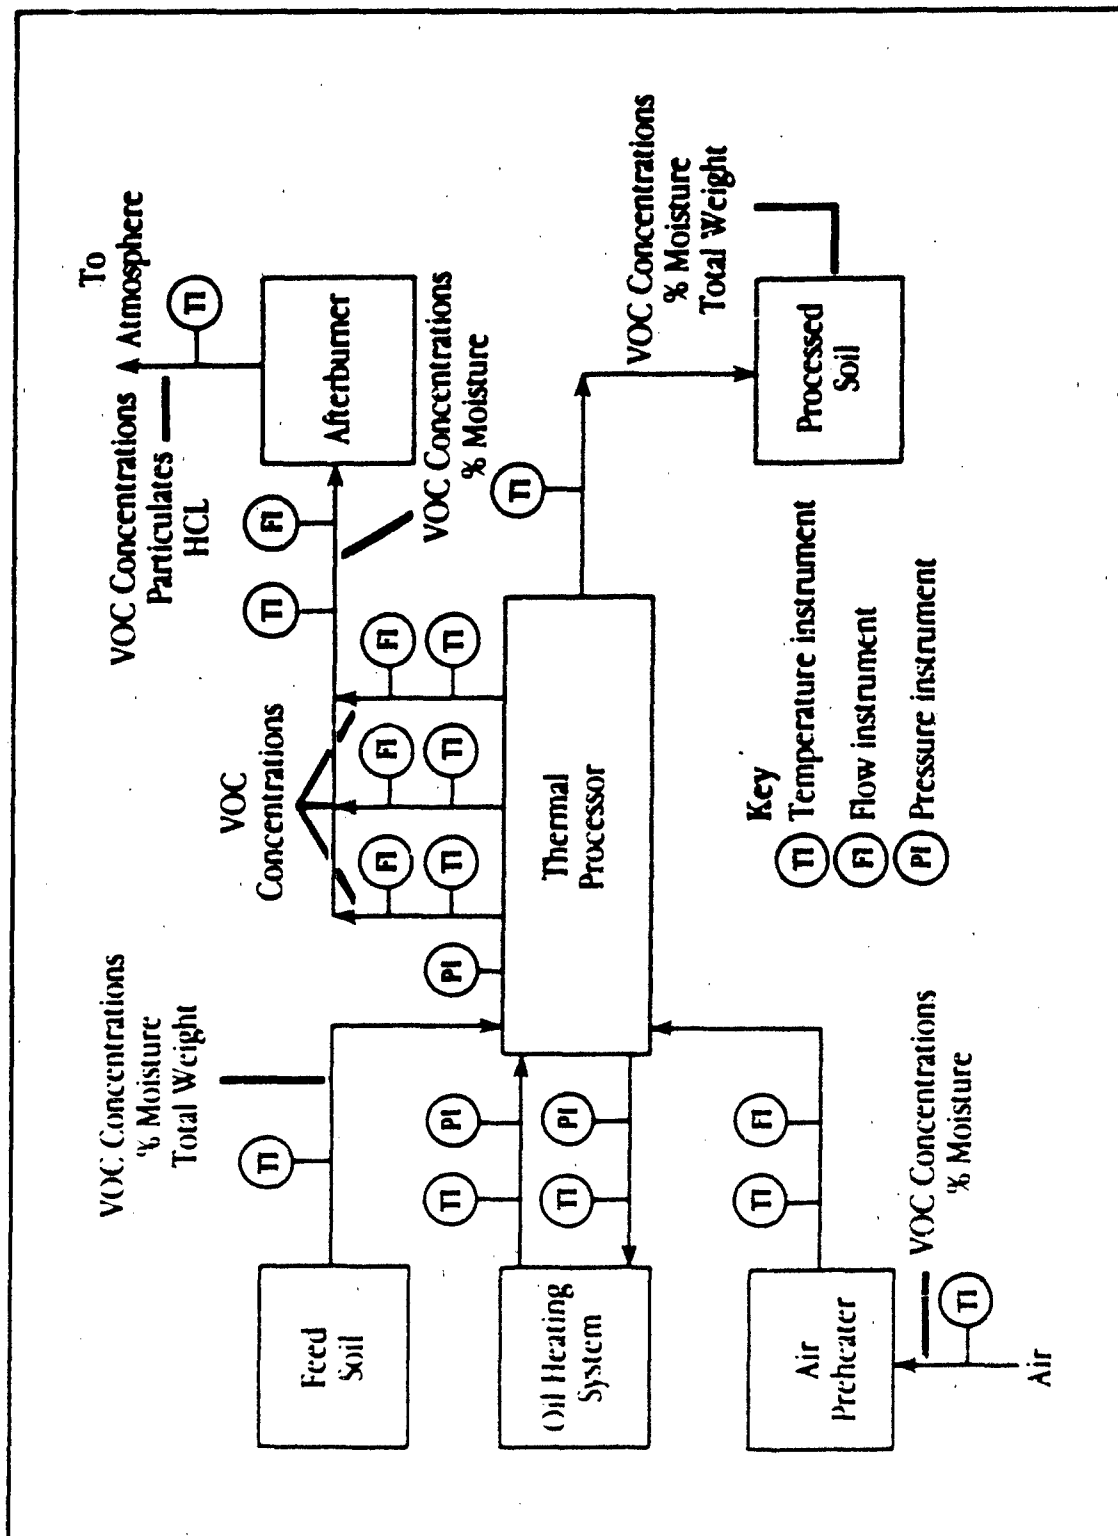 To
Atmosphere
TI
VOC Concentrations
Particulates
HCL
Afterburner
TI
FI
VOC Concentrations
% Moisture
VOC
Concentrations
FI
FI
FI
TI
TI
TI
PI
VOC Concentrations
% Moisture
Total Weight
TI
Feed
Soil
TI
PI
TI
PI
Oil Heating
System
Thermal
Processor
TI
VOC Concentrations
% Moisture
Total Weight
Processed
Soil
TI
FI
Air
Preheater
VOC Concentrations
% Moisture
TI
Air
Key
TI Temperature instrument
FI Flow instrument
PI Pressure instrument